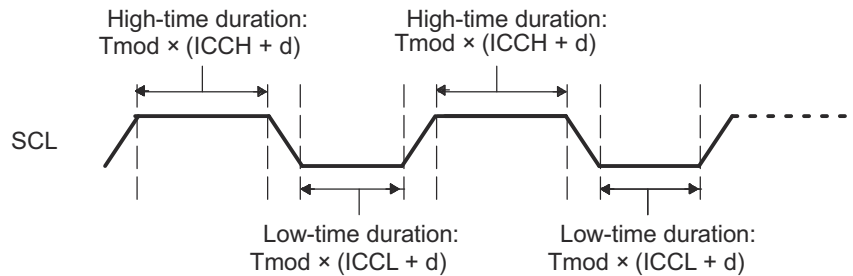 High-time duration:
Tmod × (ICCH + d)
High-time duration:
Tmod × (ICCH + d)
SCL
Low-time duration:
Tmod × (ICCL + d)
Low-time duration:
Tmod × (ICCL + d)